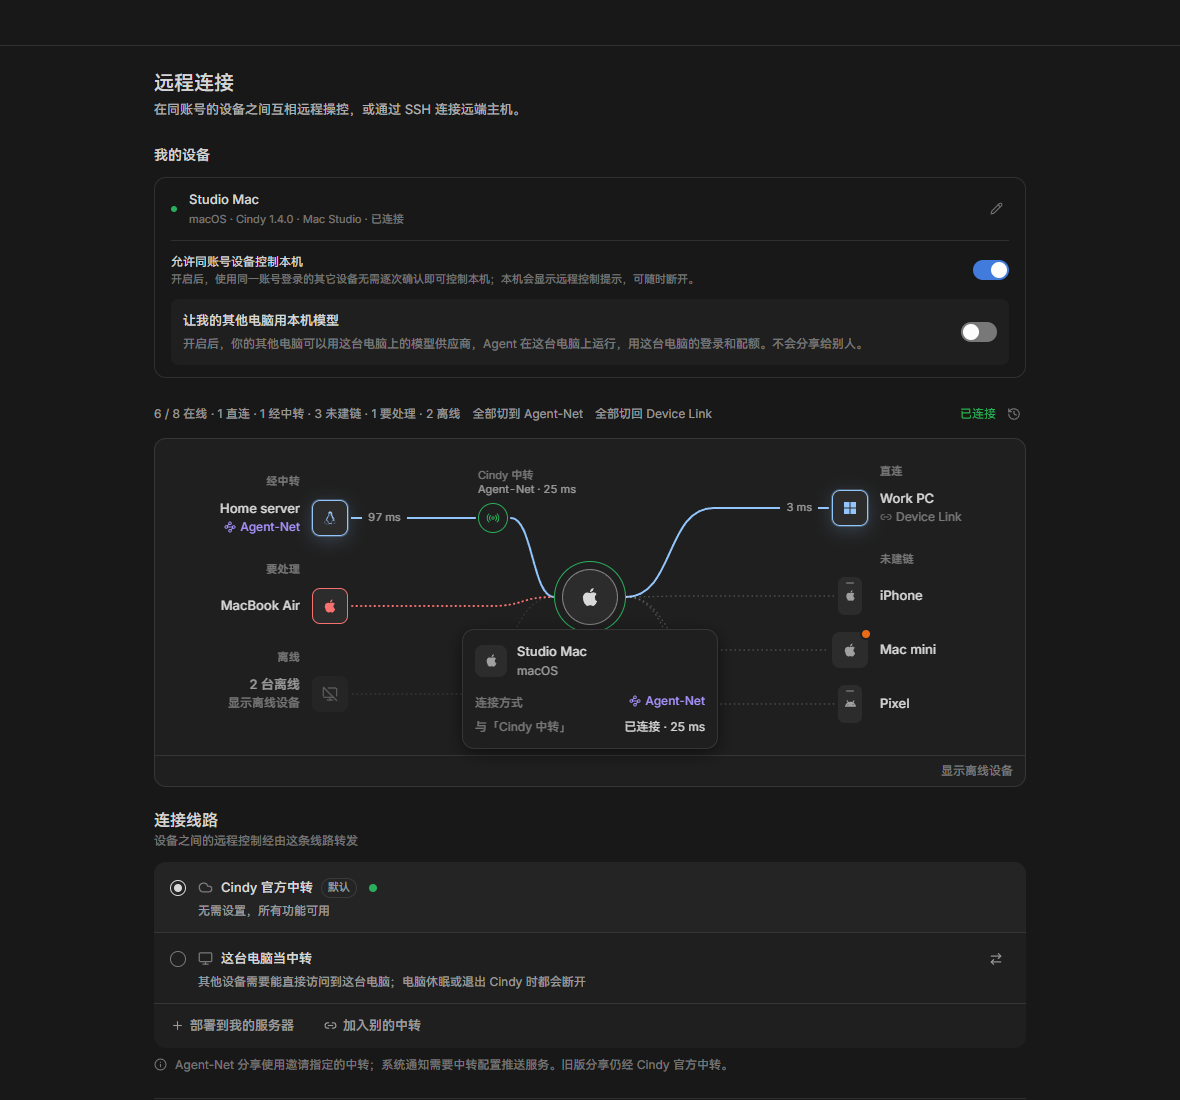 远程连接
在同账号的设备之间互相远程操控，或通过 SSH 连接远端主机。
我的设备
Studio Mac
macOS · Cindy 1.4.0 · Mac Studio · 已连接
允许同账号设备控制本机
开启后，使用同一账号登录的其它设备无需逐次确认即可控制本机；本机会显示远程控制提示，可随时断开。
让我的其他电脑用本机模型
开启后，你的其他电脑可以用这台电脑上的模型供应商，Agent 在这台电脑上运行，用这台电脑的登录和配额。不会分享给别人。
6 / 8 在线 · 1 直连 · 1 经中转 · 3 未建链 · 1 要处理 · 2 离线 全部切到 Agent-Net 全部切回 Device Link
已连接
经中转
Home server
Agent-Net
97 ms
Cindy 中转
Agent-Net · 25 ms
3 ms
直连
Work PC
Device Link
要处理
MacBook Air
未建链
iPhone
Mac mini
Pixel
离线
2 台离线
显示离线设备
Studio Mac
macOS
连接方式
Agent-Net
与「Cindy 中转」
已连接 · 25 ms
显示离线设备
连接线路
设备之间的远程控制经由这条线路转发
Cindy 官方中转 默认
无需设置，所有功能可用
这台电脑当中转
其他设备需要能直接访问到这台电脑；电脑休眠或退出 Cindy 时都会断开
部署到我的服务器 加入别的中转
Agent-Net 分享使用邀请指定的中转；系统通知需要中转配置推送服务。旧版分享仍经 Cindy 官方中转。